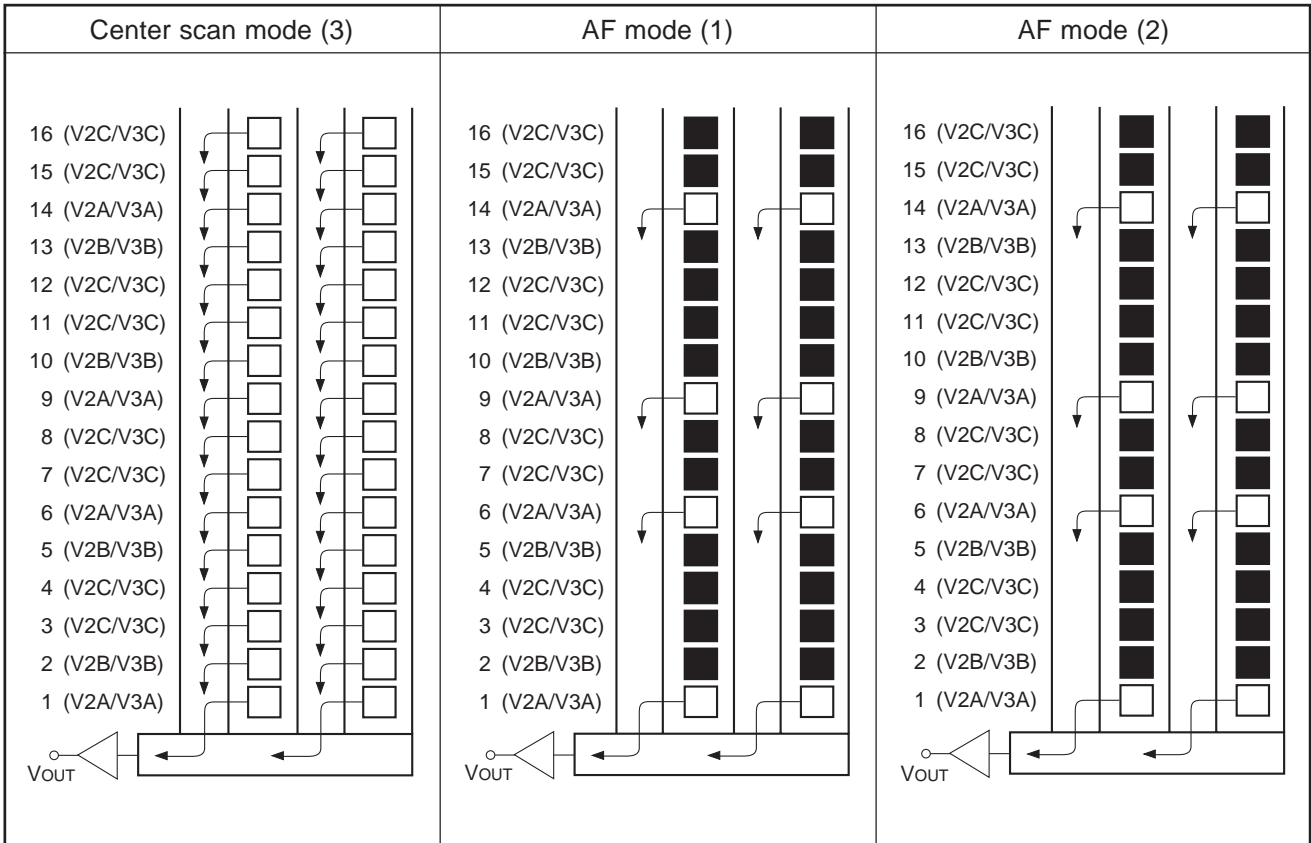 Center scan mode (3)
16 (V2C/V3C)
15 (V2C/V3C)
14 (V2A/V3A)
13 (V2B/V3B)
12 (V2C/V3C)
11 (V2C/V3C)
10 (V2B/V3B)
9 (V2A/V3A)
8 (V2C/V3C)
7 (V2C/V3C)
6 (V2A/V3A)
5 (V2B/V3B)
4 (V2C/V3C)
3 (V2C/V3C)
2 (V2B/V3B)
1 (V2A/V3A)
VOUT
AF mode (1)
16 (V2C/V3C)
15 (V2C/V3C)
14 (V2A/V3A)
13 (V2B/V3B)
12 (V2C/V3C)
11 (V2C/V3C)
10 (V2B/V3B)
9 (V2A/V3A)
8 (V2C/V3C)
7 (V2C/V3C)
6 (V2A/V3A)
5 (V2B/V3B)
4 (V2C/V3C)
3 (V2C/V3C)
2 (V2B/V3B)
1 (V2A/V3A)
VOUT
AF mode (2)
16 (V2C/V3C)
15 (V2C/V3C)
14 (V2A/V3A)
13 (V2B/V3B)
12 (V2C/V3C)
11 (V2C/V3C)
10 (V2B/V3B)
9 (V2A/V3A)
8 (V2C/V3C)
7 (V2C/V3C)
6 (V2A/V3A)
5 (V2B/V3B)
4 (V2C/V3C)
3 (V2C/V3C)
2 (V2B/V3B)
1 (V2A/V3A)
VOUT